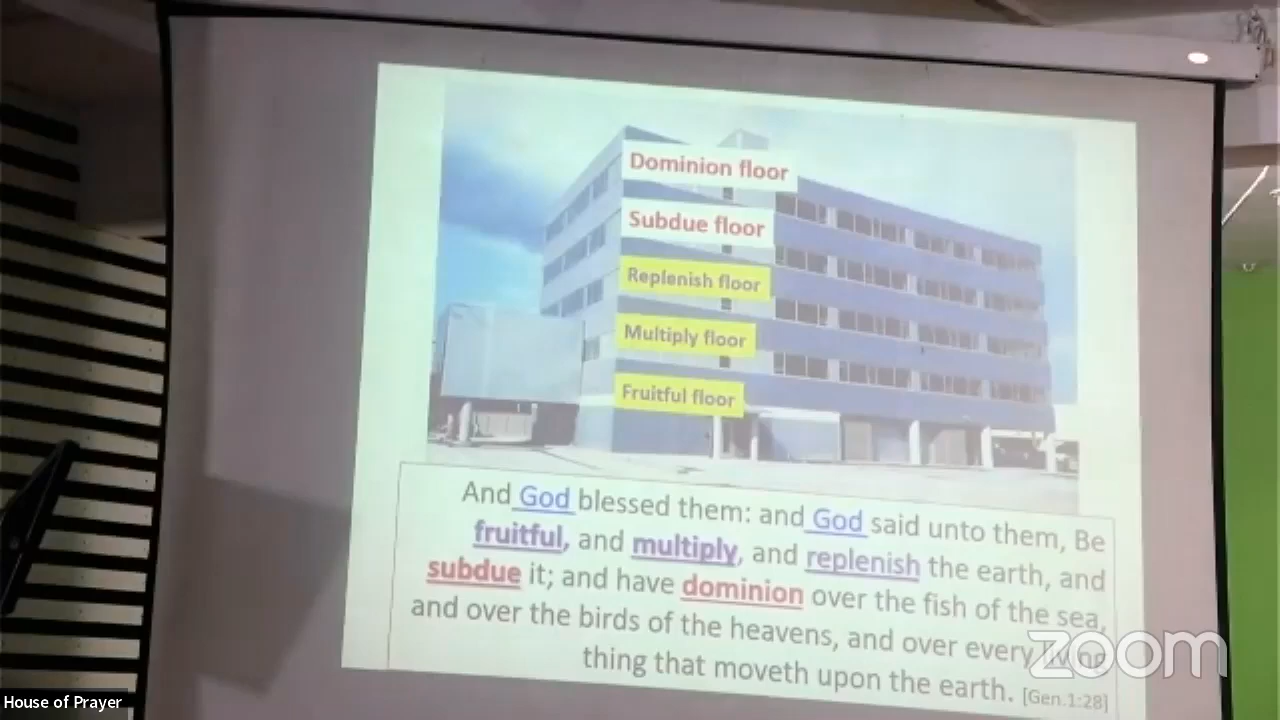 Dominion floor
Subdue floor
Replenish floor
Multiply floor
Fruitful floor
And God blessed them: and God said unto them, Be
fruitful, and multiply, and replenish the earth, and
subdue it; and have dominion over the fish of the sea,
and over the birds of the heavens, and over every living
thing that moveth upon the earth. [Gen.1:28]
zoom
House of Prayer